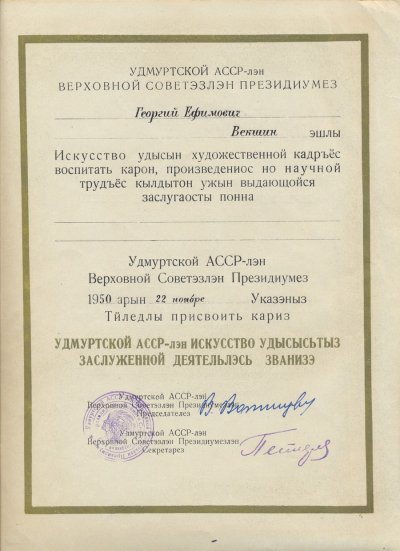 УДМУРТСКОЙ АССР-лэн
ВЕРХОВНОЙ СОВЕТЭЗЛЭН ПРЕЗИДИУМЕЗ
Георгий Ефимович
Векшин эшлы
Искусство удысын художественной кадръёс
воспитать карон, произведениос но научной
трудъёс кылдытон ужын выдающойся
заслугаосты понна
Удмуртской АССР-лэн
Верховной Советэзлэн Президиумез
1950 арын 22 ноябре Указэныз
Тӥледлы присвоить кариз
УДМУРТСКОЙ АССР-лэн ИСКУССТВО УДЫСЫСЬТЫЗ
ЗАСЛУЖЕННОЙ ДЕЯТЕЛЬЛЭСЬ ЗВАНИЗЭ
Удмуртской АССР-лэн
Верховной Советэзлэн Президиумезлэн
Председателез
Удмуртской АССР-лэн
Верховной Советэзлэн Президиумезлэн
Секретарез